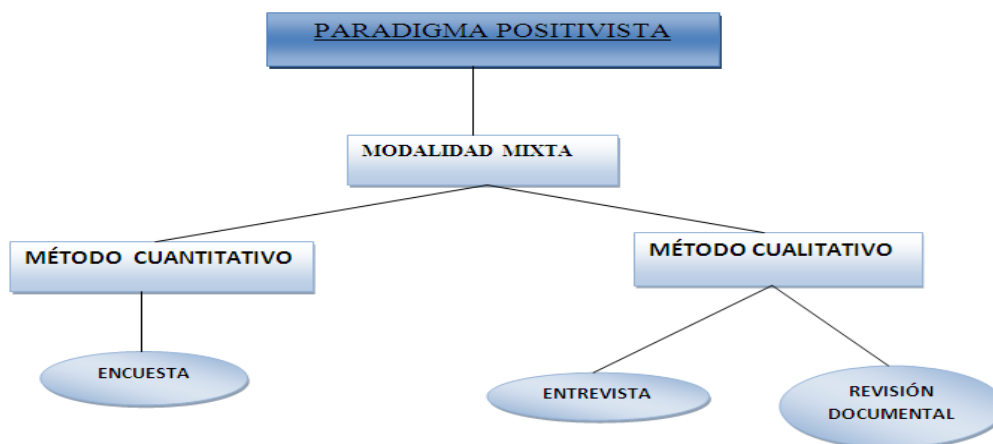 PARADIGMA POSITIVISTA
MODALIDAD MIXTA
MÉTODO CUANTITATIVO
MÉTODO CUALITATIVO
ENCUESTA
ENTREVISTA
REVISIÓN
DOCUMENTAL